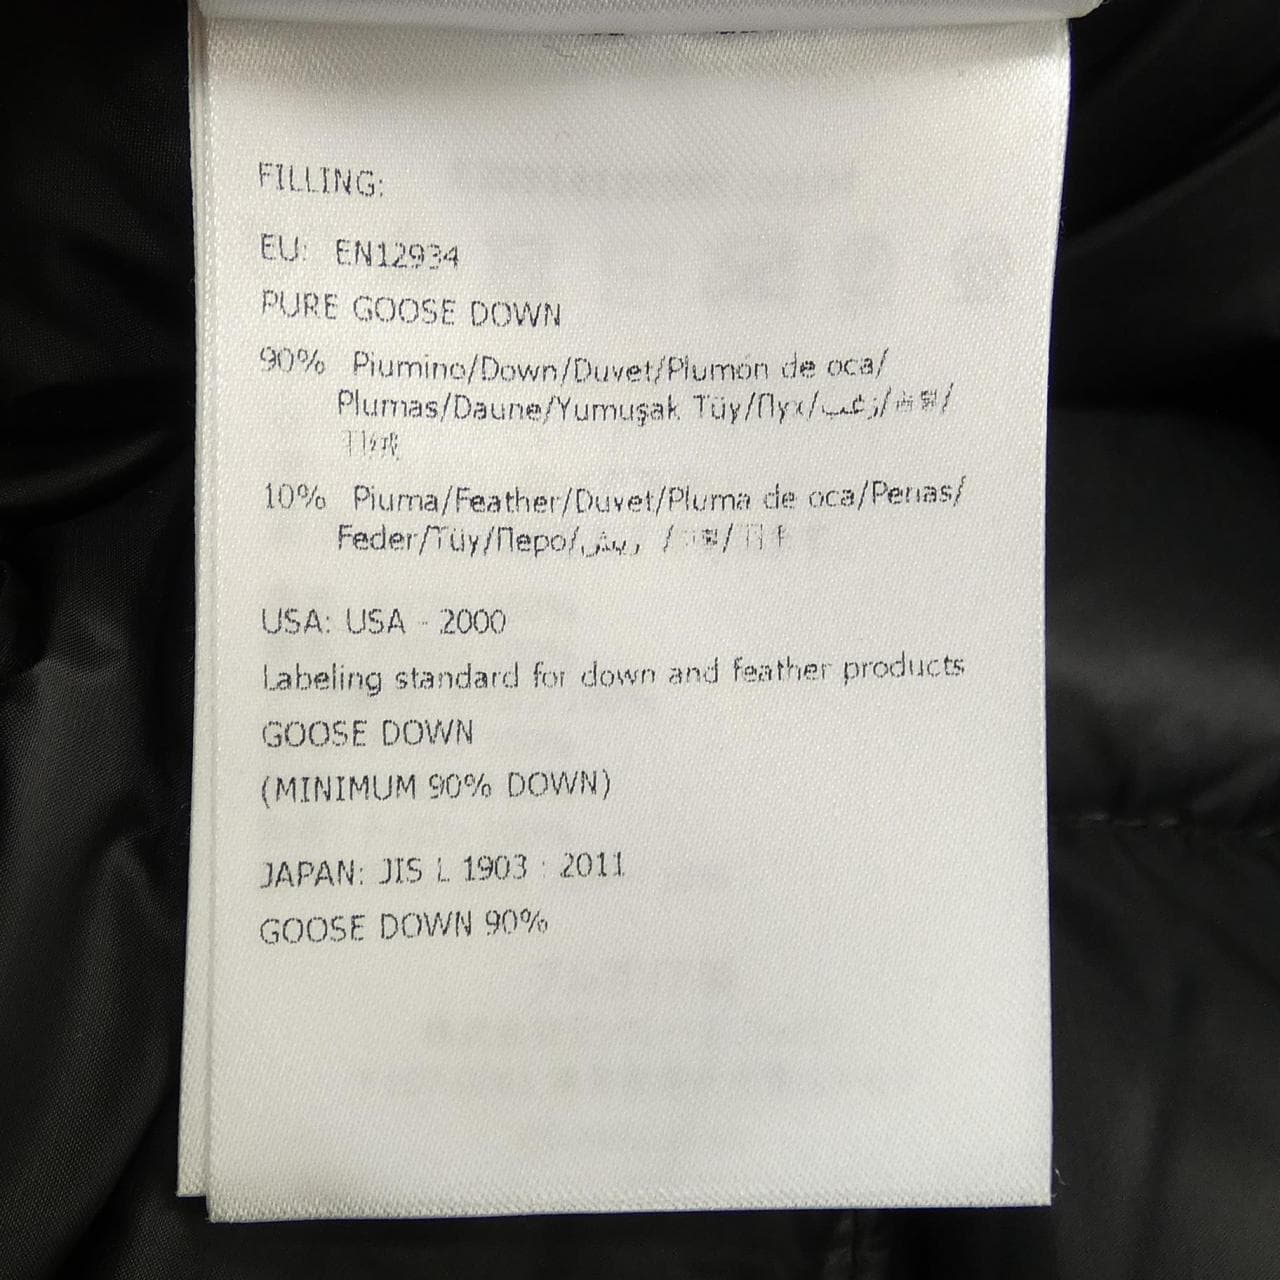 FILLING:
EU: EN12934
PURE GOOSE DOWN
90% Piumino/Down/Duvet/Plumón de oca/
Plumas/Daune/Yumuşak Tüy/Пух/زغب/
10% Piuma/Feather/Duvet/Pluma de oca/Penas/
Feder/Tüy/Перо/ريش/
USA: USA - 2000
Labeling standard for down and feather products
GOOSE DOWN
(MINIMUM 90% DOWN)
JAPAN: JIS L 1903 : 2011
GOOSE DOWN 90%